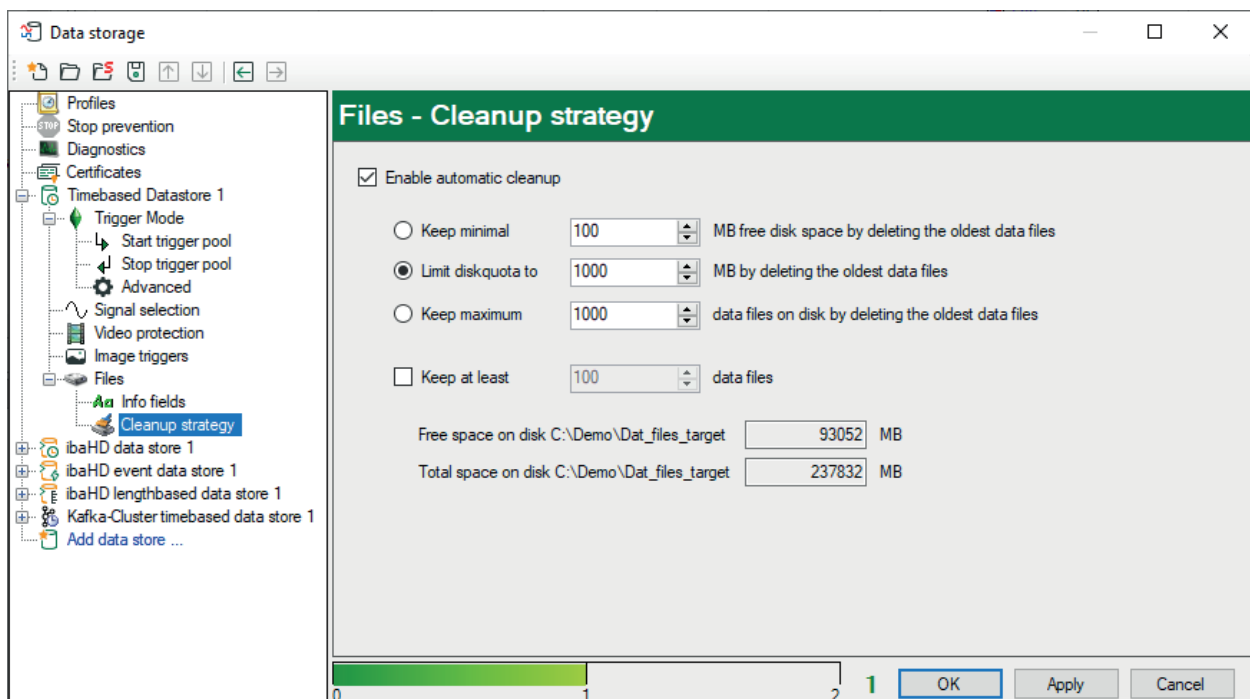 Data storage
Profiles
STOP Stop prevention
Diagnostics
Certificates
Timebased Datastore 1
Trigger Mode
Start trigger pool
Stop trigger pool
Advanced
Signal selection
Video protection
Image triggers
Files
Aa Info fields
Cleanup strategy
ibaHD data store 1
ibaHD event data store 1
ibaHD lengthbased data store 1
Kafka-Cluster timebased data store 1
Add data store ...
Files - Cleanup strategy
Enable automatic cleanup
Keep minimal 100 MB free disk space by deleting the oldest data files
Limit diskquota to 1000 MB by deleting the oldest data files
Keep maximum 1000 data files on disk by deleting the oldest data files
Keep at least 100 data files
Free space on disk C:\Demo\Dat_files_target 93052 MB
Total space on disk C:\Demo\Dat_files_target 237832 MB
0 1 2 1 OK Apply Cancel